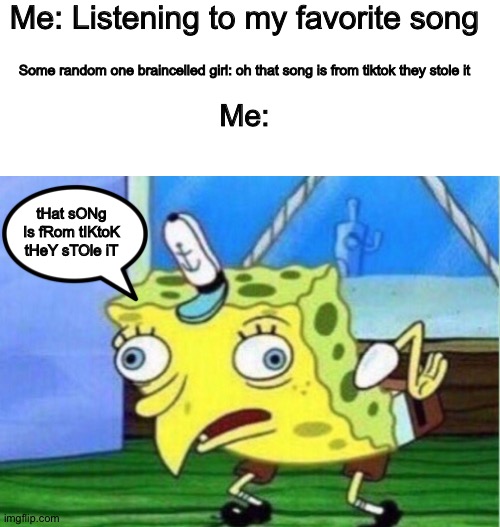 Me: Listening to my favorite song
Some random one braincelled girl: oh that song is from tiktok they stole it
Me:
tHat sONg
Is fRom tIKtoK
tHeY sTOle iT
imgflip.com